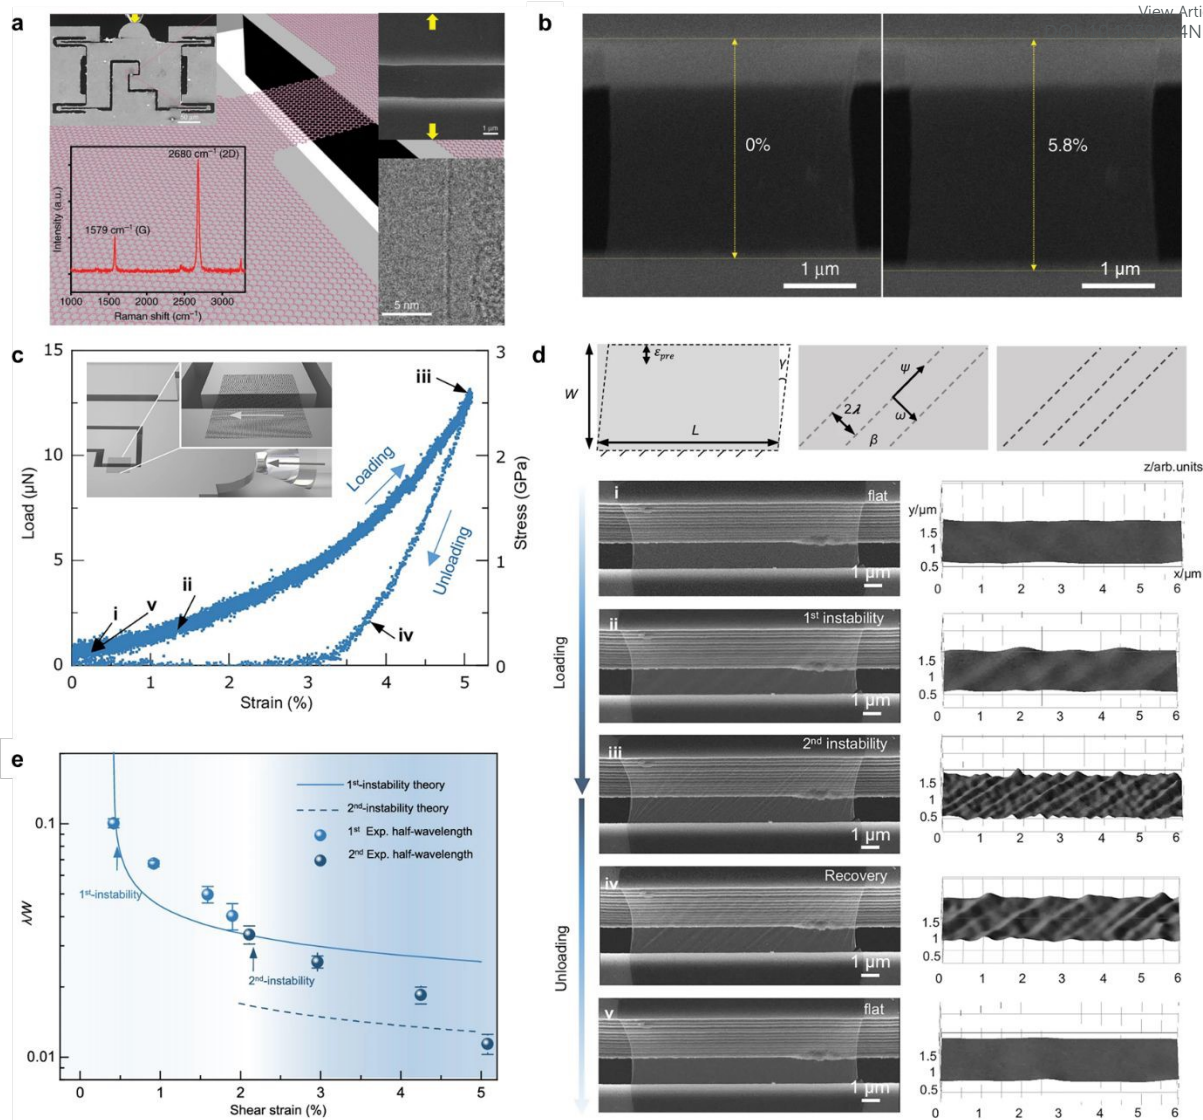 View Arti
4N
a
50 µm
1 µm
2680 cm⁻¹ (2D)
1579 cm⁻¹ (G)
Intensity (a.u.)
1000 1500 2000 2500 3000
Raman shift (cm⁻¹)
5 nm
b
0%
5.8%
1 µm
1 µm
c
Load (µN)
15
10
5
0
Stress (GPa)
3
2
1
0
Loading
Unloading
i
v
ii
iii
iv
0 1 2 3 4 5
Strain (%)
d
W
ε_pre
γ
L
2λ
β
ψ
ω
z/arb.units
Loading
Unloading
i
flat
1 µm
y/µm
1.5
1
0.5
x/µm
0 1 2 3 4 5 6
ii
1st instability
1 µm
1.5
1
0.5
0 1 2 3 4 5 6
iii
2nd instability
1 µm
1.5
1
0.5
0 1 2 3 4 5 6
iv
Recovery
1 µm
1.5
1
0.5
0 1 2 3 4 5 6
v
flat
1 µm
1.5
1
0.5
0 1 2 3 4 5 6
e
λ/W
0.1
0.01
1st-instability theory
2nd-instability theory
1st Exp. half-wavelength
2nd Exp. half-wavelength
1st-instability
2nd-instability
0 1 2 3 4 5
Shear strain (%)